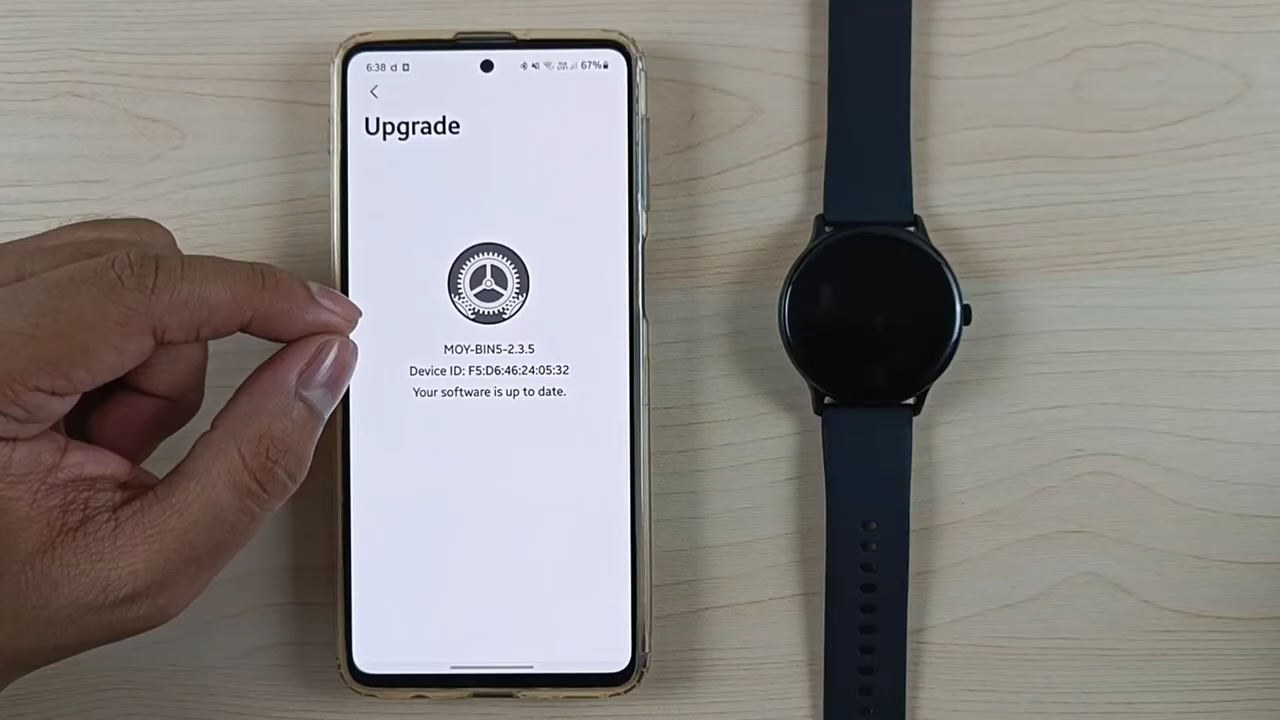 6:38
67%
Upgrade
MOY-BIN5-2.3.5
Device ID: F5:D6:46:24:05:32
Your software is up to date.